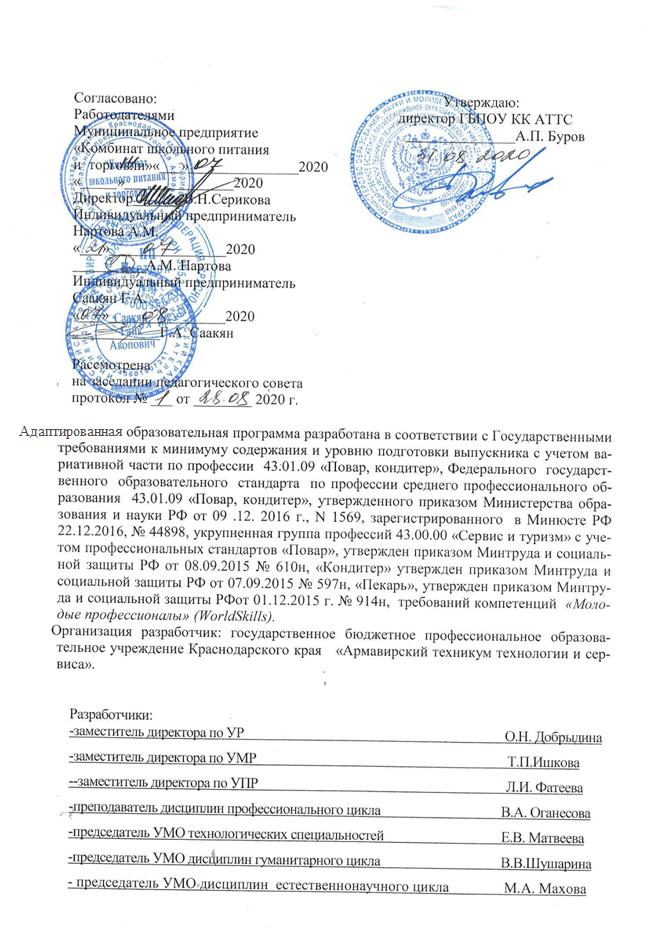 Согласовано:
Работодателями
Муниципальное предприятие
«Комбинат школьного питания
и торговли»« » 07 2020
« » 2020
Директор В.Н.Серикова
Индивидуальный предприниматель
Нартова А.М.
«21» 07 2020
А.М. Нартова
Индивидуальный предприниматель
Саакян Г.А.
«07» 08 2020
Г.А. Саакян
Утверждаю:
директор ГБПОУ КК АТТС
А.П. Буров
31.08.2020
школьного питания
и торговли
Саакян
Гаик
Акопович
Рассмотрена
на заседании педагогического совета
протокол № 1 от 28.08 2020 г.
Адаптированная образовательная программа разработана в соответствии с Государственными
требованиями к минимуму содержания и уровню подготовки выпускника с учетом ва-
риативной части по профессии 43.01.09 «Повар, кондитер», Федерального государст-
венного образовательного стандарта по профессии среднего профессионального об-
разования 43.01.09 «Повар, кондитер», утвержденного приказом Министерства обра-
зования и науки РФ от 09 .12. 2016 г., N 1569, зарегистрированного в Минюсте РФ
22.12.2016, № 44898, укрупненная группа профессий 43.00.00 «Сервис и туризм» с уче-
том профессиональных стандартов «Повар», утвержден приказом Минтруда и социаль-
ной защиты РФ от 08.09.2015 № 610н, «Кондитер» утвержден приказом Минтруда и
социальной защиты РФ от 07.09.2015 № 597н, «Пекарь», утвержден приказом Минтру-
да и социальной защиты РФот 01.12.2015 г. № 914н, требований компетенций «Моло-
дые профессионалы» (WorldSkills).
Организация разработчик: государственное бюджетное профессиональное образова-
тельное учреждение Краснодарского края «Армавирский техникум технологии и сер-
виса».
Разработчики:
-заместитель директора по УР О.Н. Добрыдина
-заместитель директора по УМР Т.П.Ишкова
--заместитель директора по УПР Л.И. Фатеева
-преподаватель дисциплин профессионального цикла В.А. Оганесова
-председатель УМО технологических специальностей Е.В. Матвеева
-председатель УМО дисциплин гуманитарного цикла В.В.Шушарина
- председатель УМО дисциплин естественнонаучного цикла М.А. Махова